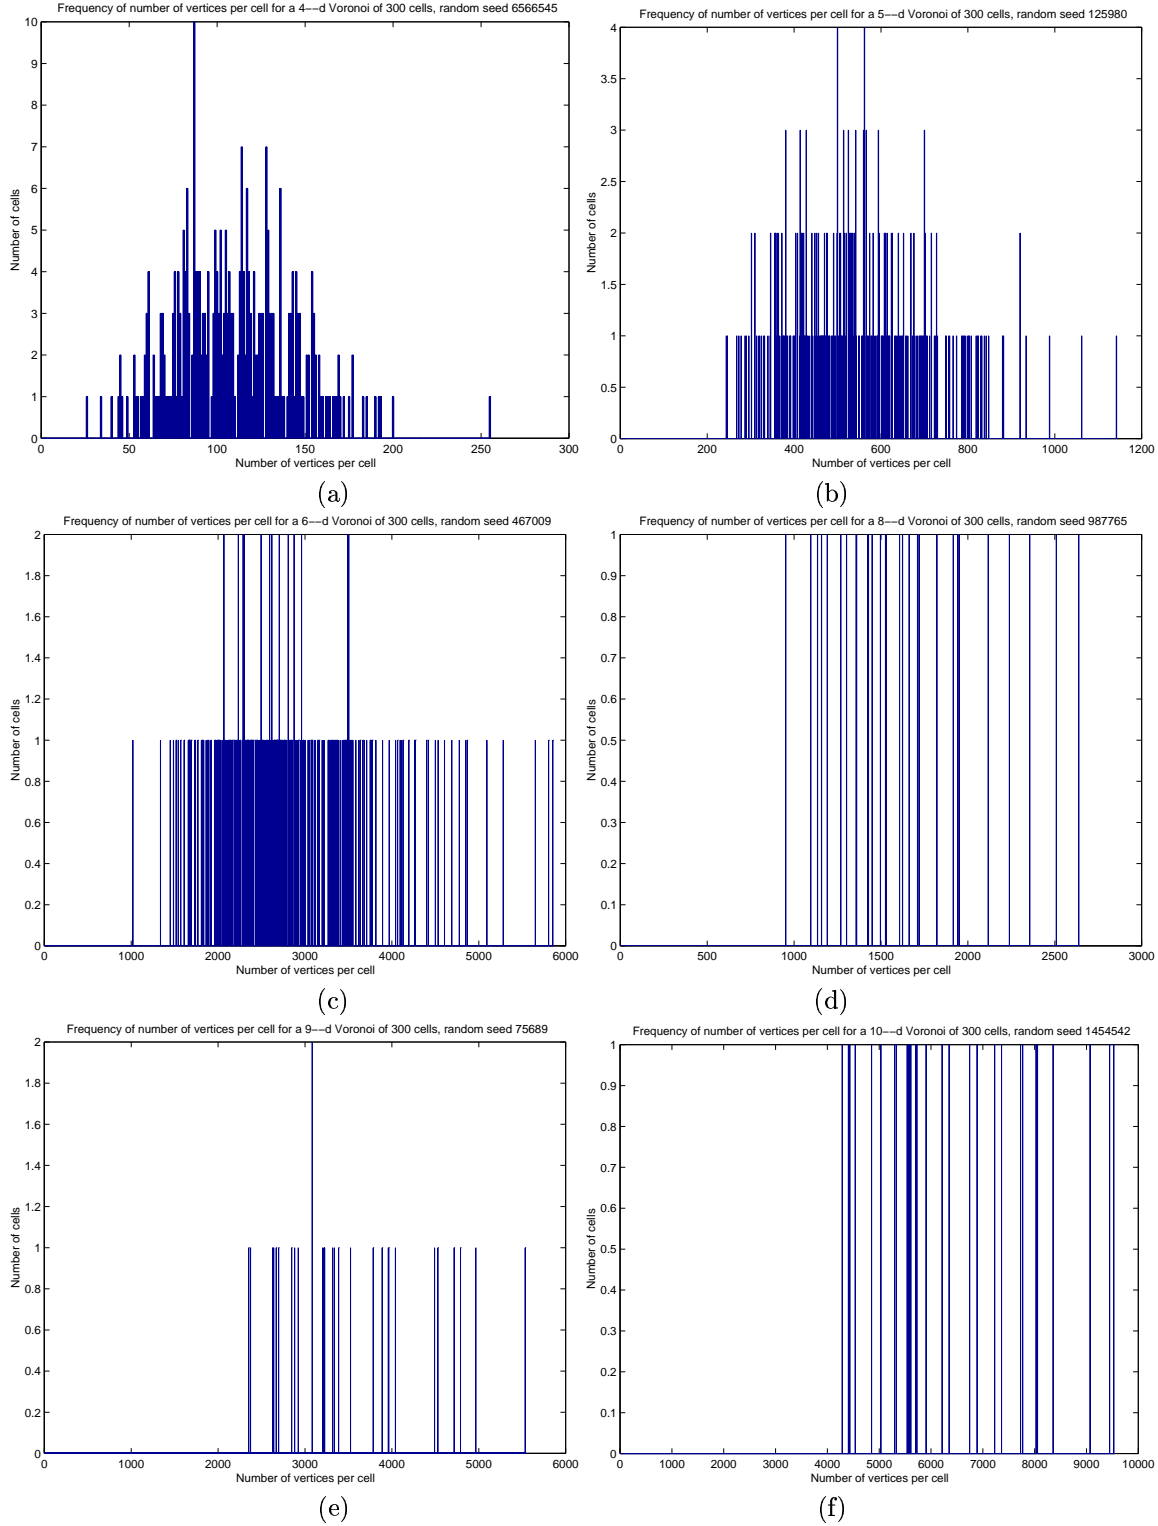 Frequency of number of vertices per cell for a 4−−d Voronoi of 300 cells, random seed 6566545
10
9
8
7
6
5
4
3
2
1
0
Number of cells
0 50 100 150 200 250 300
Number of vertices per cell
(a)
Frequency of number of vertices per cell for a 5−−d Voronoi of 300 cells, random seed 125980
4
3.5
3
2.5
2
1.5
1
0.5
0
Number of cells
0 200 400 600 800 1000 1200
Number of vertices per cell
(b)
Frequency of number of vertices per cell for a 6−−d Voronoi of 300 cells, random seed 467009
2
1.8
1.6
1.4
1.2
1
0.8
0.6
0.4
0.2
0
Number of cells
0 1000 2000 3000 4000 5000 6000
Number of vertices per cell
(c)
Frequency of number of vertices per cell for a 8−−d Voronoi of 300 cells, random seed 987765
1
0.9
0.8
0.7
0.6
0.5
0.4
0.3
0.2
0.1
0
Number of cells
0 500 1000 1500 2000 2500 3000
Number of vertices per cell
(d)
Frequency of number of vertices per cell for a 9−−d Voronoi of 300 cells, random seed 75689
2
1.8
1.6
1.4
1.2
1
0.8
0.6
0.4
0.2
0
Number of cells
0 1000 2000 3000 4000 5000 6000
Number of vertices per cell
(e)
Frequency of number of vertices per cell for a 10−−d Voronoi of 300 cells, random seed 1454542
1
0.9
0.8
0.7
0.6
0.5
0.4
0.3
0.2
0.1
0
Number of cells
0 1000 2000 3000 4000 5000 6000 7000 8000 9000 10000
Number of vertices per cell
(f)